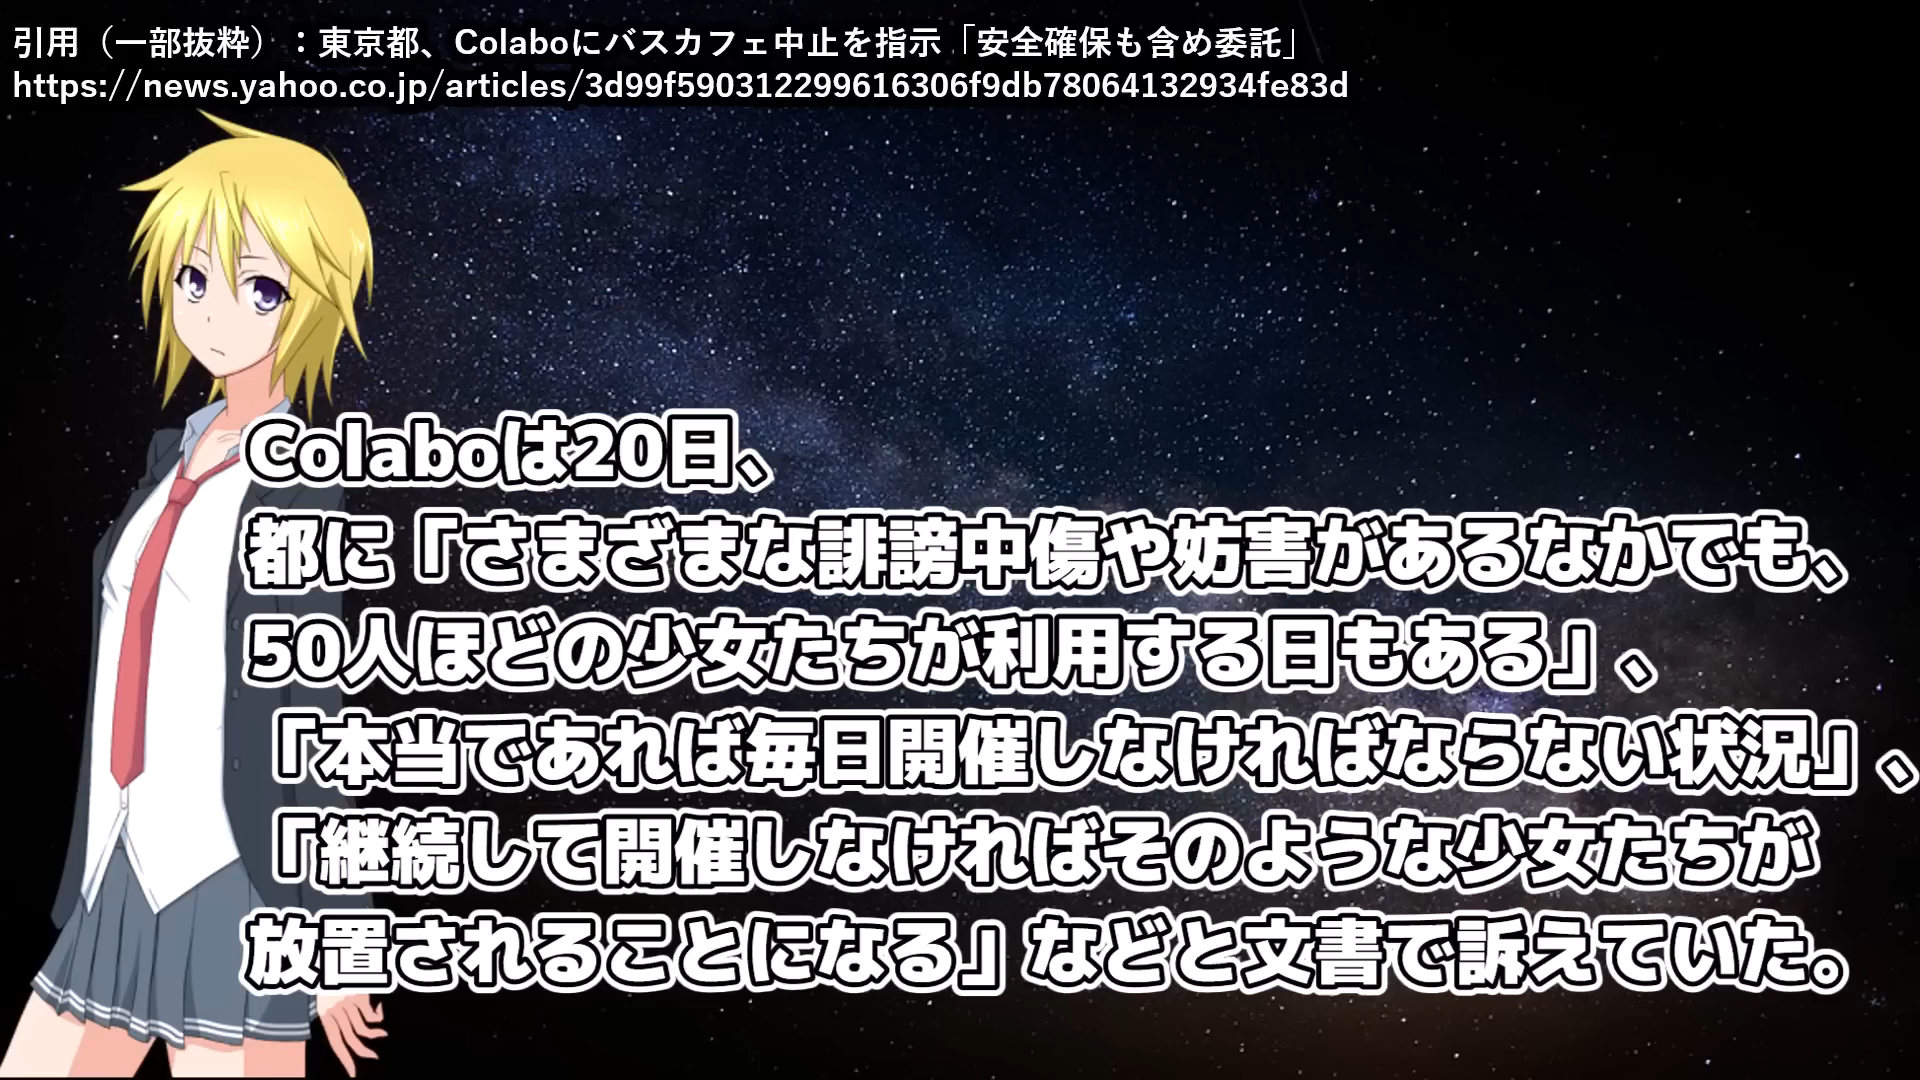 引用（一部抜粋）：東京都、Colaboにバスカフェ中止を指示「安全確保も含め委託」
https://news.yahoo.co.jp/articles/3d99f590312299616306f9db78064132934fe83d
Colaboは20日、
都に「さまざまな誹謗中傷や妨害があるなかでも、
50人ほどの少女たちが利用する日もある」、
「本当であれば毎日開催しなければならない状況」、
「継続して開催しなければそのような少女たちが
放置されることになる」などと文書で訴えていた。